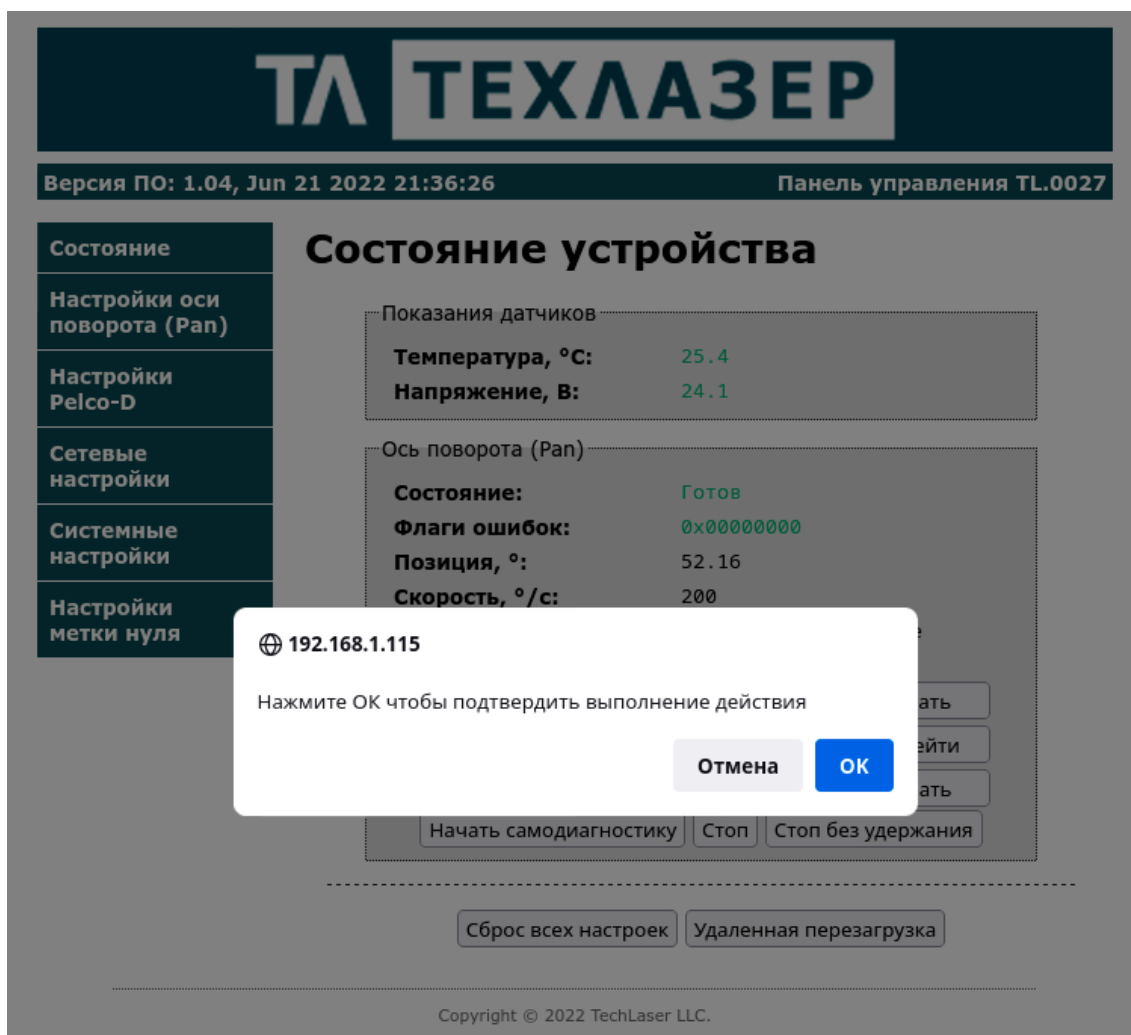 ТЛ ТЕХЛАЗЕР
Версия ПО: 1.04, Jun 21 2022 21:36:26
Панель управления TL.0027
Состояние
Настройки оси
поворота (Pan)
Настройки
Pelco-D
Сетевые
настройки
Системные
настройки
Настройки
метки нуля
Состояние устройства
Показания датчиков
Температура, °C: 25.4
Напряжение, В: 24.1
Ось поворота (Pan)
Состояние: Готов
Флаги ошибок: 0x00000000
Позиция, °: 52.16
Скорость, °/с: 200
192.168.1.115
Нажмите ОК чтобы подтвердить выполнение действия
Отмена
ОК
ать
ейти
ать
Начать самодиагностику
Стоп
Стоп без удержания
Сброс всех настроек
Удаленная перезагрузка
Copyright © 2022 TechLaser LLC.